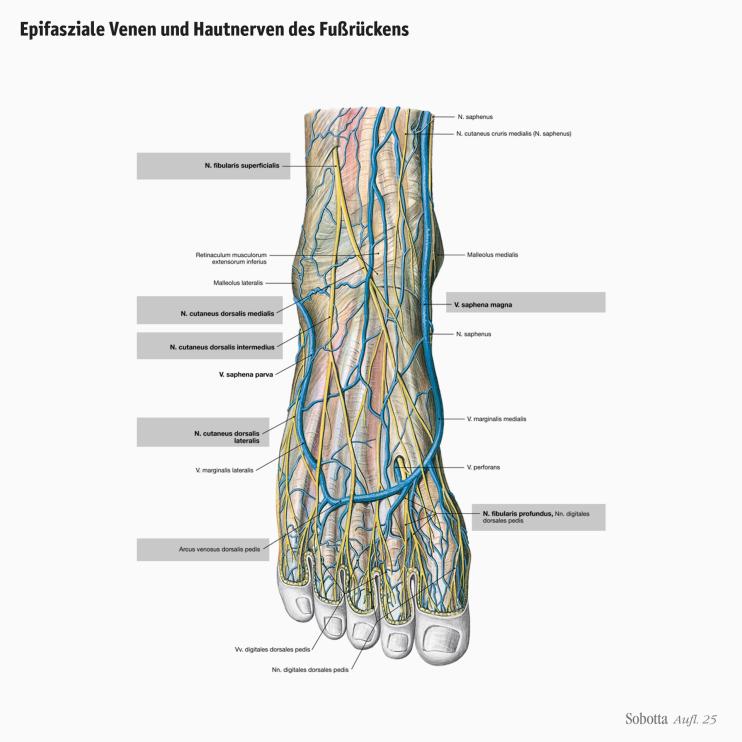 Epifasziale Venen und Hautnerven des Fußrückens
N. saphenus
N. cutaneus cruris medialis (N. saphenus)
N. fibularis superficialis
Retinaculum musculorum
extensorum inferius
Malleolus medialis
Malleolus lateralis
V. saphena magna
N. cutaneus dorsalis medialis
N. saphenus
N. cutaneus dorsalis intermedius
V. saphena parva
V. marginalis medialis
N. cutaneus dorsalis
lateralis
V. marginalis lateralis
V. perforans
N. fibularis profundus, Nn. digitales
dorsales pedis
Arcus venosus dorsalis pedis
Vv. digitales dorsales pedis
Nn. digitales dorsales pedis
Sobotta Aufl. 25